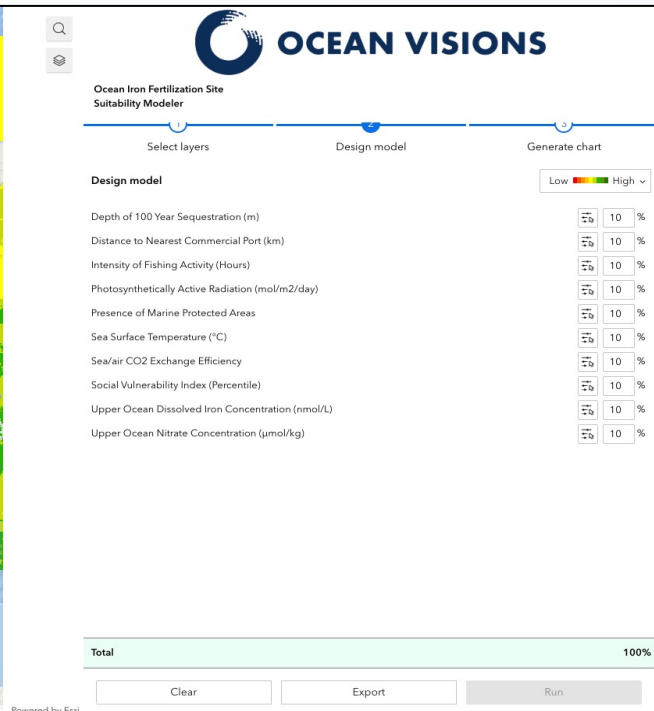 OCEAN VISIONS
Ocean Iron Fertilization Site
Suitability Modeler
1 2 3
Select layers Design model Generate chart
Design model Low High
Depth of 100 Year Sequestration (m) 10 %
Distance to Nearest Commercial Port (km) 10 %
Intensity of Fishing Activity (Hours) 10 %
Photosynthetically Active Radiation (mol/m2/day) 10 %
Presence of Marine Protected Areas 10 %
Sea Surface Temperature (°C) 10 %
Sea/air CO2 Exchange Efficiency 10 %
Social Vulnerability Index (Percentile) 10 %
Upper Ocean Dissolved Iron Concentration (nmol/L) 10 %
Upper Ocean Nitrate Concentration (µmol/kg) 10 %
Total 100%
Clear Export Run
Powered by Esri